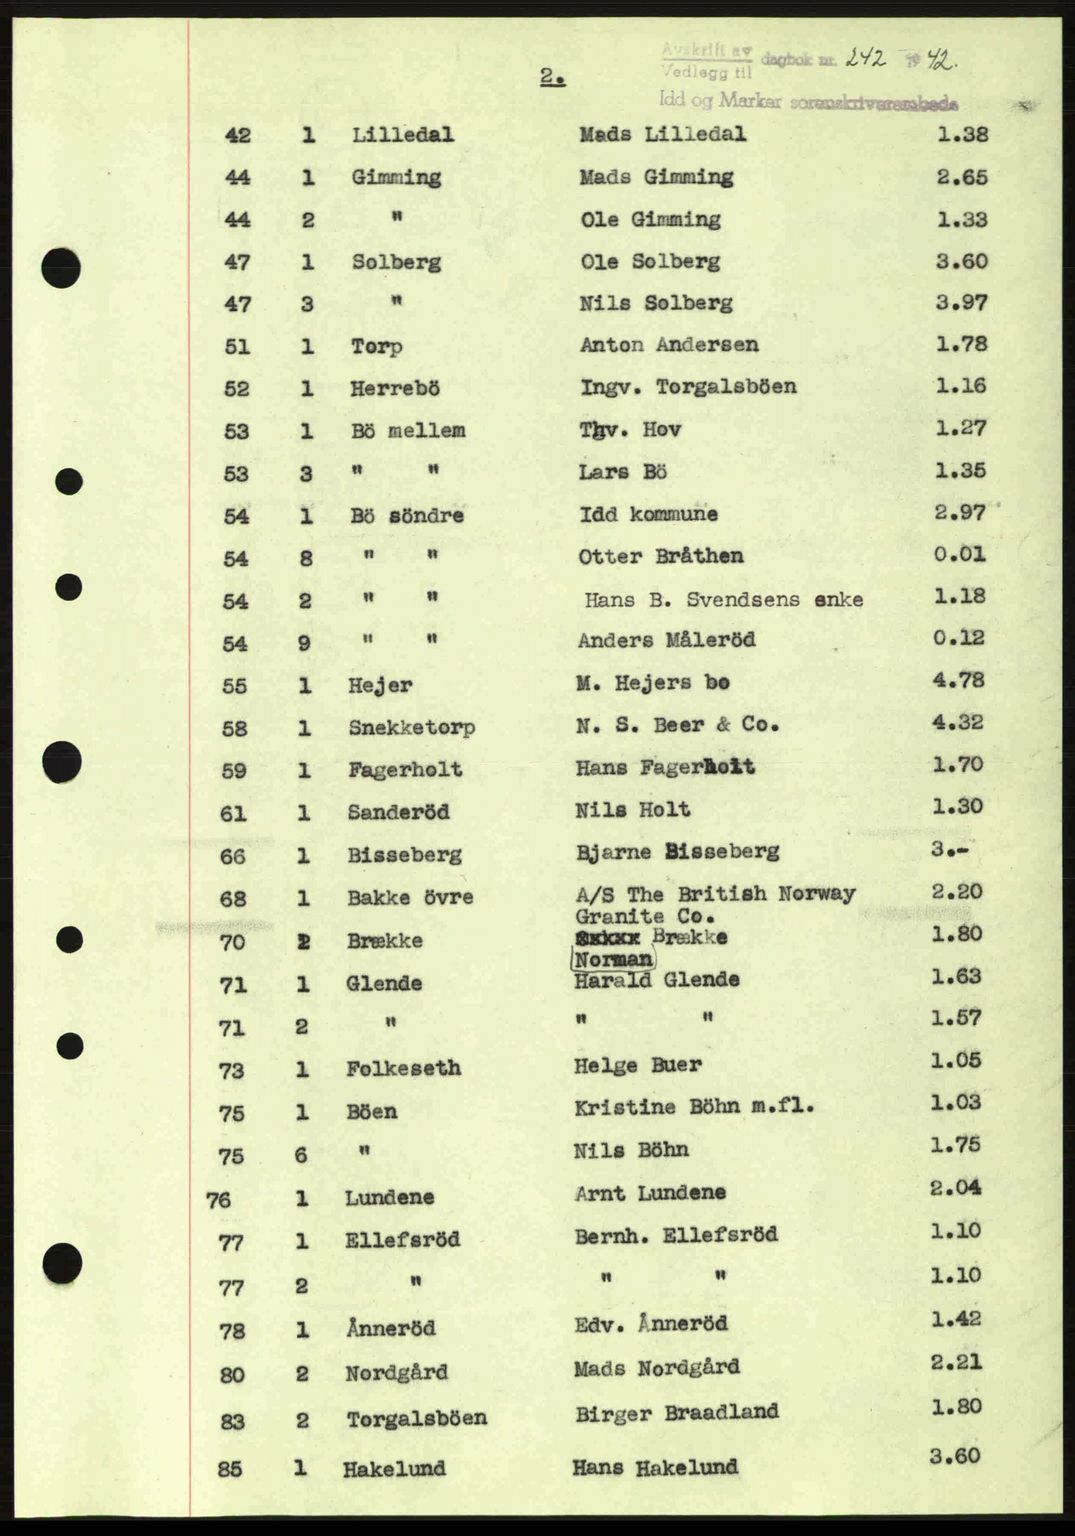 Avskrift av
Vedlegg til dagbok nr. 242 1942.
Idd og Marker sorenskriverembede
2.
42 1 Lilledal Mads Lilledal 1.38
44 1 Gimming Mads Gimming 2.65
44 2 " Ole Gimming 1.33
47 1 Solberg Ole Solberg 3.60
47 3 " Nils Solberg 3.97
51 1 Torp Anton Andersen 1.78
52 1 Herrebö Ingv. Torgalsböen 1.16
53 1 Bö mellem Thv. Hov 1.27
53 3 " " Lars Bö 1.35
54 1 Bö söndre Idd kommune 2.97
54 8 " " Otter Bråthen 0.01
54 2 " " Hans B. Svendsens enke 1.18
54 9 " " Anders Måleröd 0.12
55 1 Hejer M. Hejers bo 4.78
58 1 Snekketorp N. S. Beer & Co. 4.32
59 1 Fagerholt Hans Fagerholt 1.70
61 1 Sanderöd Nils Holt 1.30
66 1 Bisseberg Bjarne Bisseberg 3.-
68 1 Bakke övre A/S The British Norway 2.20
Granite Co.
70 2 Brække Brække 1.80
Norman
71 1 Glende Harald Glende 1.63
71 2 " " " 1.57
73 1 Folkeseth Helge Buer 1.05
75 1 Böen Kristine Böhn m.fl. 1.03
75 6 " Nils Böhn 1.75
76 1 Lundene Arnt Lundene 2.04
77 1 Ellefsröd Bernh. Ellefsröd 1.10
77 2 " " " 1.10
78 1 Ånneröd Edv. Ånneröd 1.42
80 2 Nordgård Mads Nordgård 2.21
83 2 Torgalsböen Birger Braadland 1.80
85 1 Hakelund Hans Hakelund 3.60